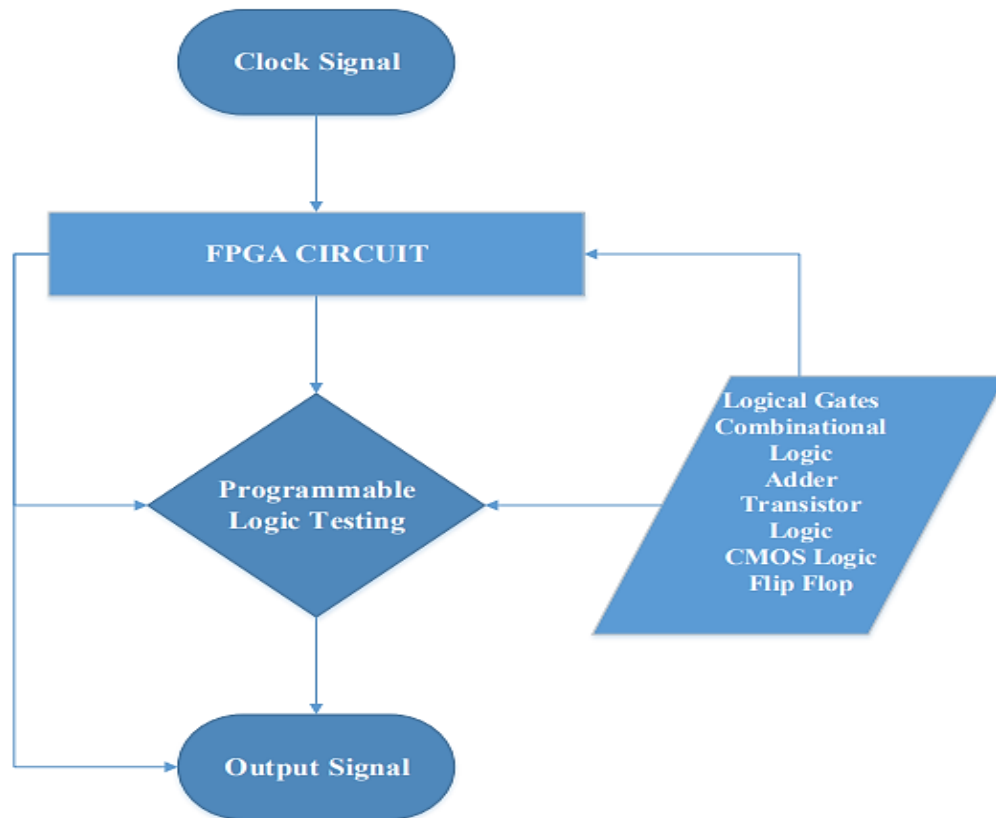 Clock Signal
FPGA CIRCUIT
Programmable
Logic Testing
Logical Gates
Combinational
Logic
Adder
Transistor
Logic
CMOS Logic
Flip Flop
Output Signal